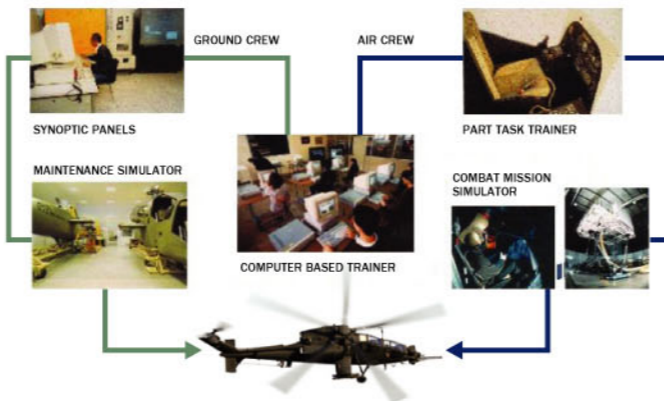 GROUND CREW
AIR CREW
SYNOPTIC PANELS
PART TASK TRAINER
MAINTENANCE SIMULATOR
COMBAT MISSION
SIMULATOR
COMPUTER BASED TRAINER